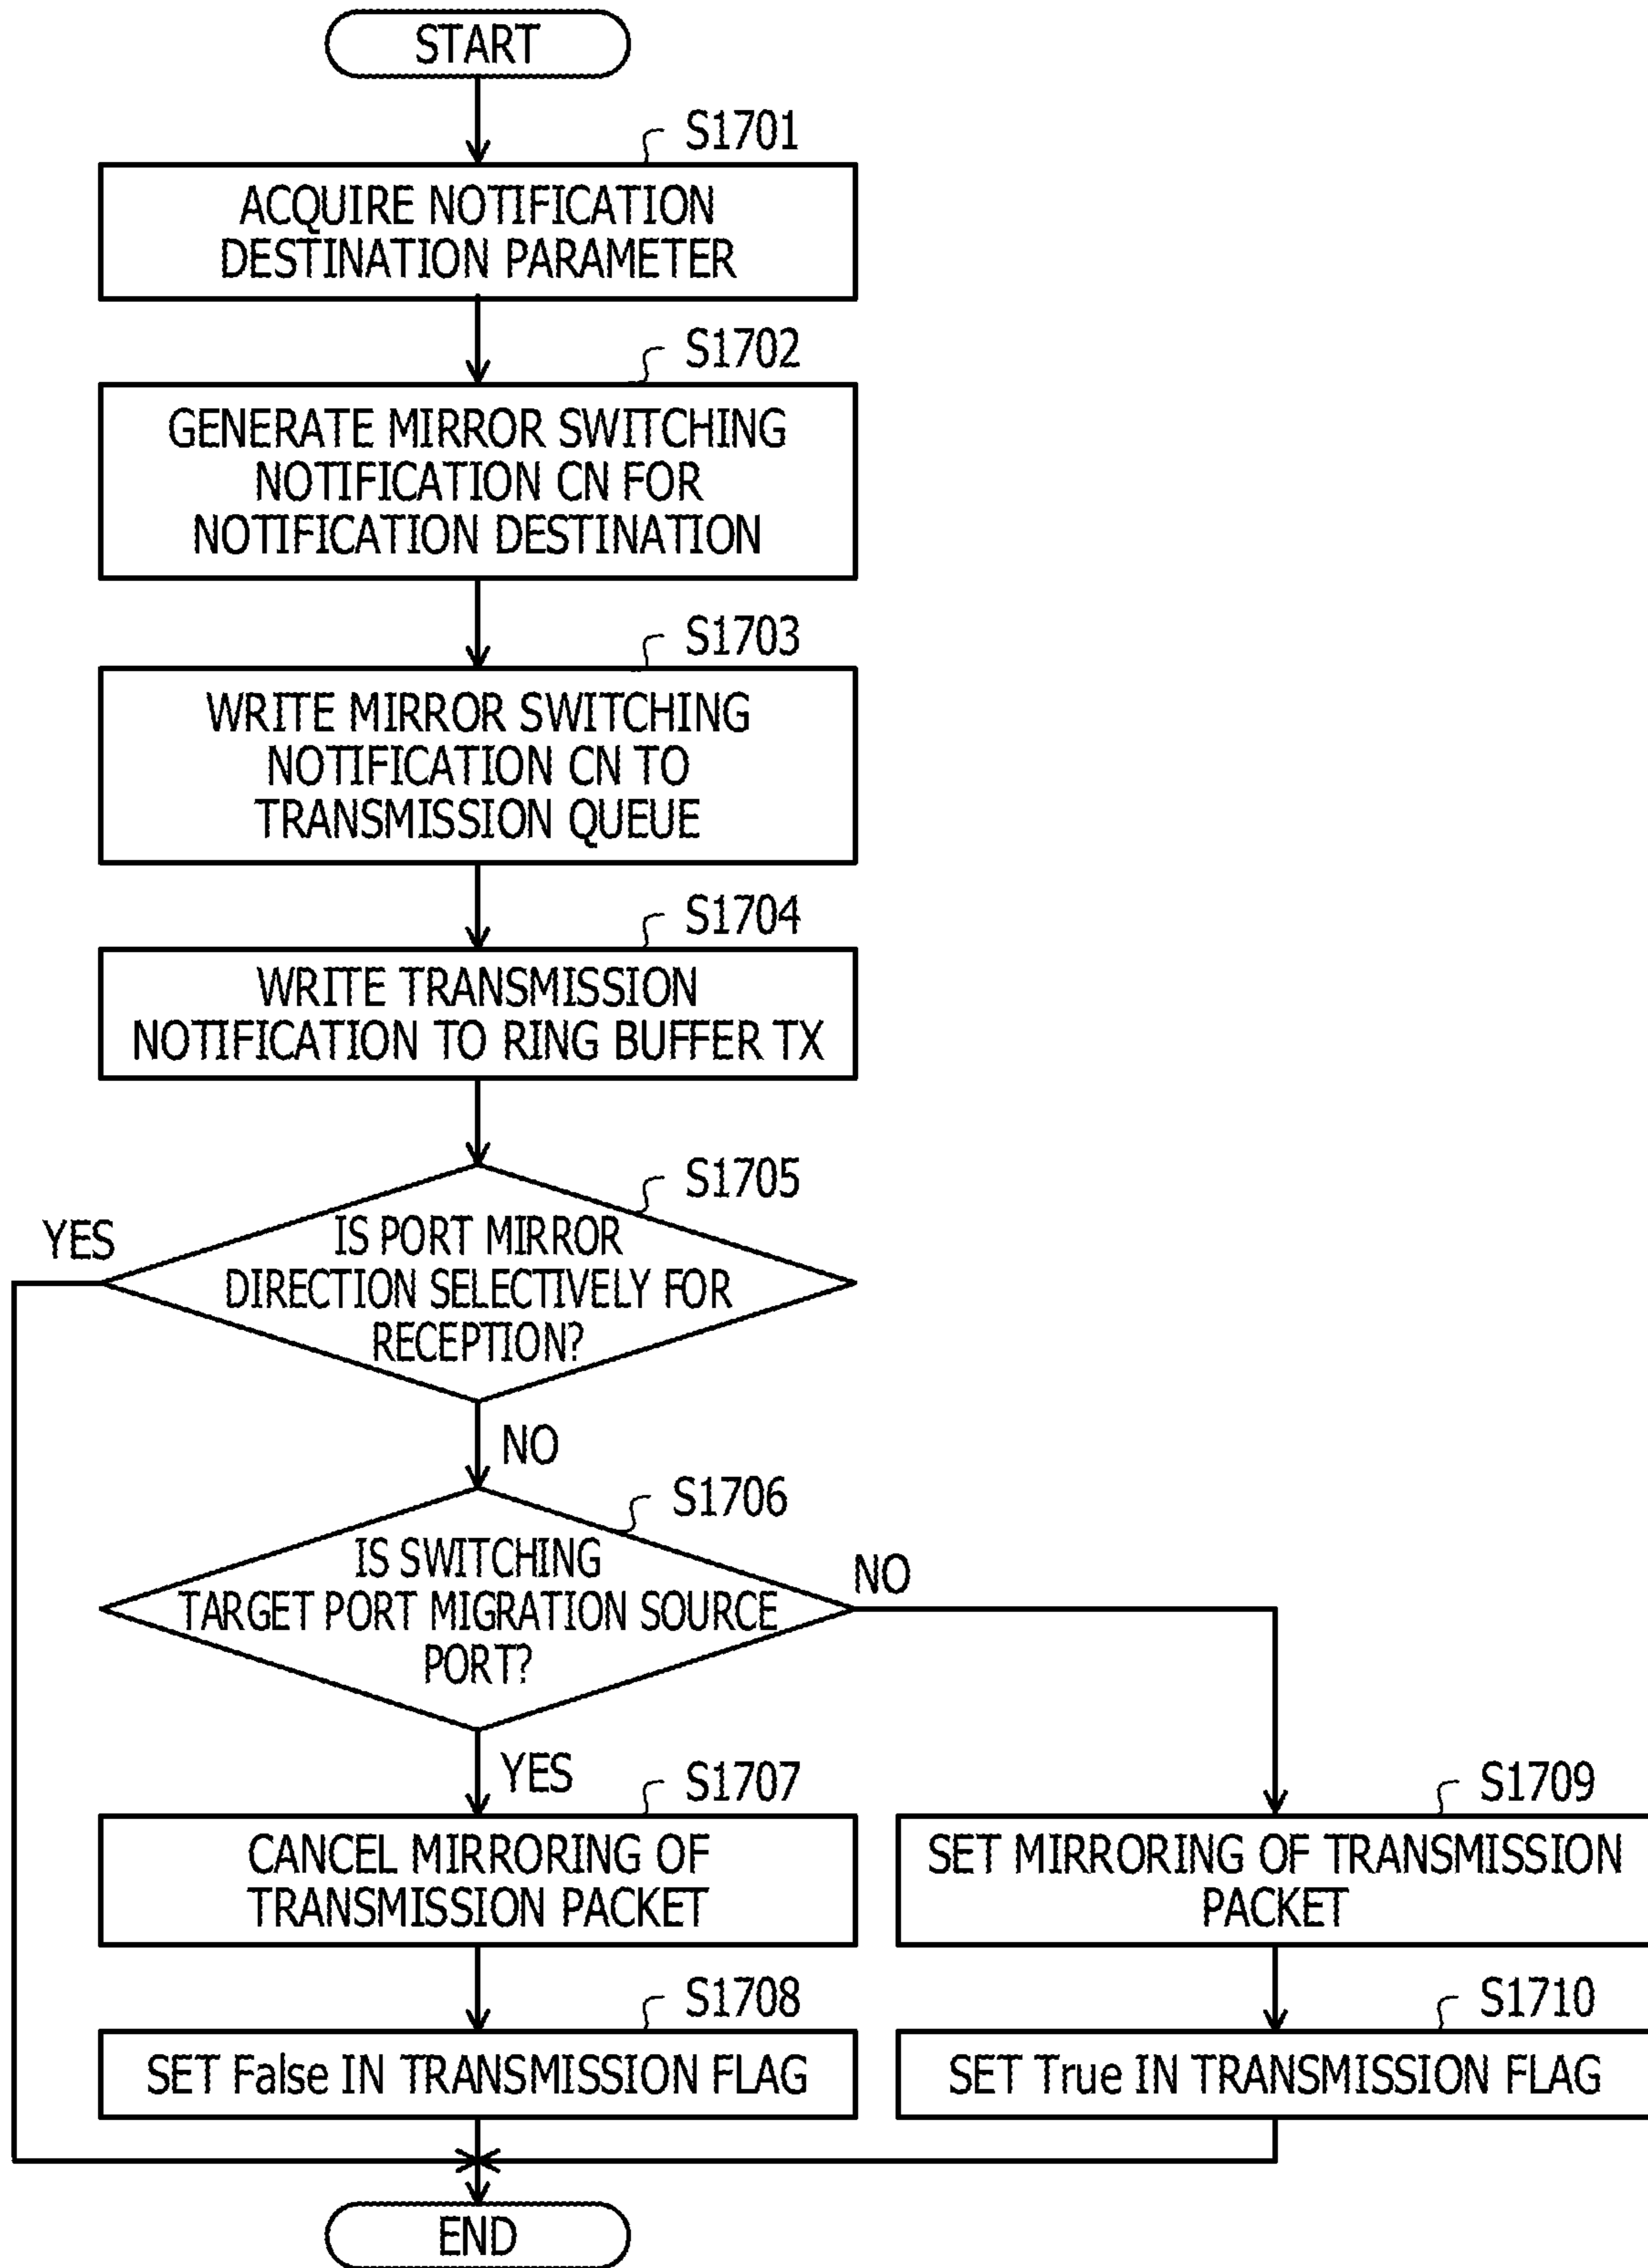 START
S1701
ACQUIRE NOTIFICATION
DESTINATION PARAMETER
S1702
GENERATE MIRROR SWITCHING
NOTIFICATION CN FOR
NOTIFICATION DESTINATION
S1703
WRITE MIRROR SWITCHING
NOTIFICATION CN TO
TRANSMISSION QUEUE
S1704
WRITE TRANSMISSION
NOTIFICATION TO RING BUFFER TX
S1705
YES
IS PORT MIRROR
DIRECTION SELECTIVELY FOR
RECEPTION?
NO
S1706
IS SWITCHING
TARGET PORT MIGRATION SOURCE
PORT?
NO
YES
S1707
CANCEL MIRRORING OF
TRANSMISSION PACKET
S1709
SET MIRRORING OF TRANSMISSION
PACKET
S1708
SET False IN TRANSMISSION FLAG
S1710
SET True IN TRANSMISSION FLAG
END